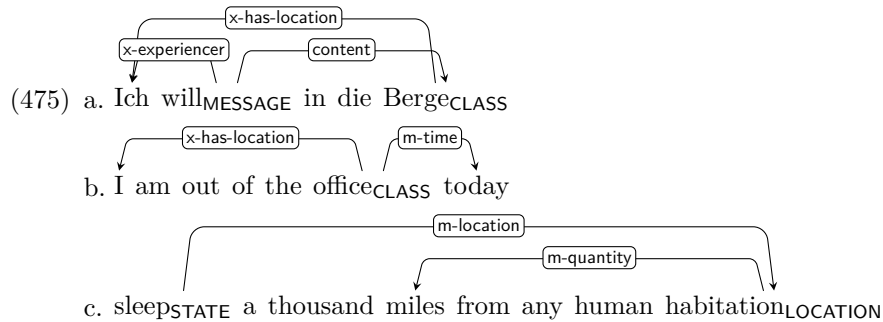 x-has-location
x-experiencer content
(475) a. Ich willMESSAGE in die BergeCLASS
x-has-location m-time
b. I am out of the officeCLASS today
m-location
m-quantity
c. sleepSTATE a thousand miles from any human habitationLOCATION